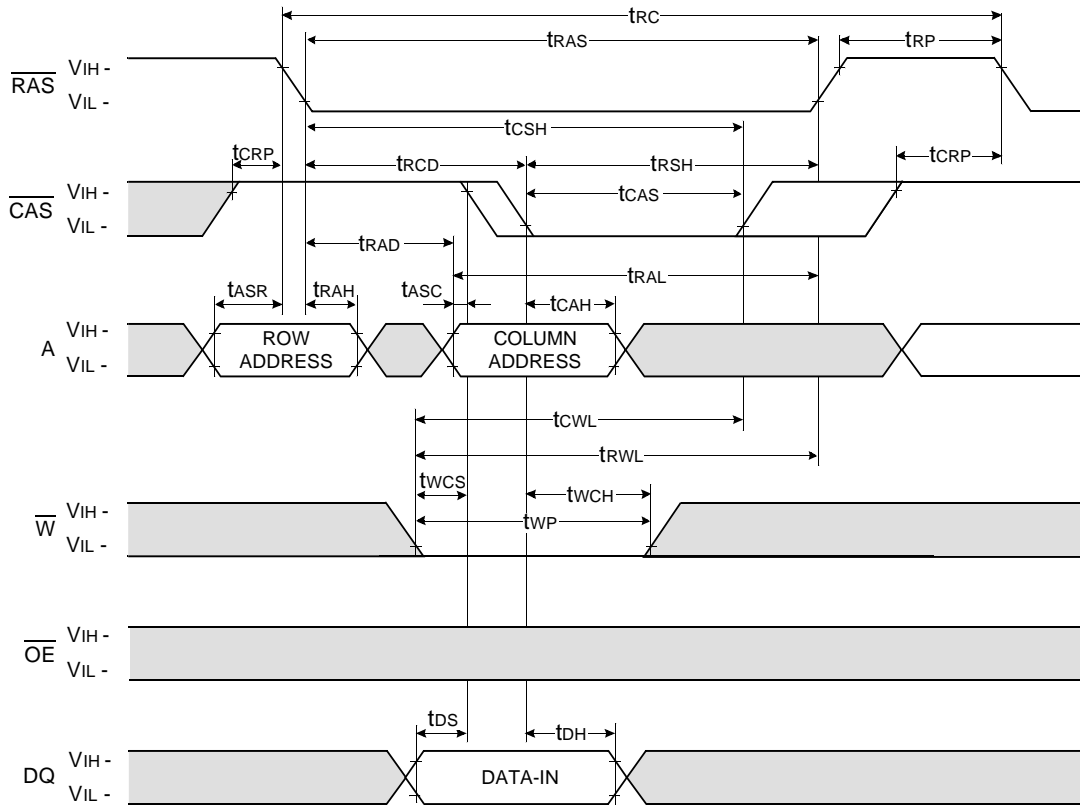 tRC
tRAS
tRP
RAS
VIH -
VIL -
tCSH
tCRP
tRCD
tRSH
tCRP
CAS
VIH -
VIL -
tCAS
tRAD
tRAL
tASR
tRAH
tASC
tCAH
A
VIH -
VIL -
ROW
ADDRESS
COLUMN
ADDRESS
tCWL
tRWL
tWCS
tWCH
W
VIH -
VIL -
tWP
OE
VIH -
VIL -
tDS
tDH
DQ
VIH -
VIL -
DATA-IN